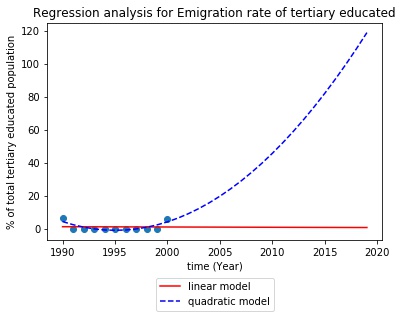 Regression analysis for Emigration rate of tertiary educated
% of total tertiary educated population
120
100
80
60
40
20
0
1990 1995 2000 2005 2010 2015 2020
time (Year)
linear model
quadratic model